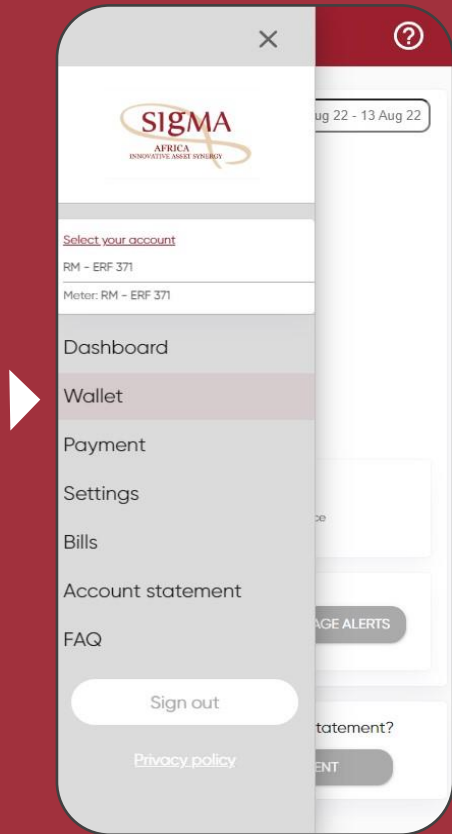 SIGMA
AFRICA
INNOVATIVE ASSET SYNERGY
ug 22 - 13 Aug 22
Select your account
RM - ERF 371
Meter: RM - ERF 371
Dashboard
Wallet
Payment
Settings
Bills
ce
Account statement
AGE ALERTS
FAQ
Sign out
tatement?
Privacy policy
ENT